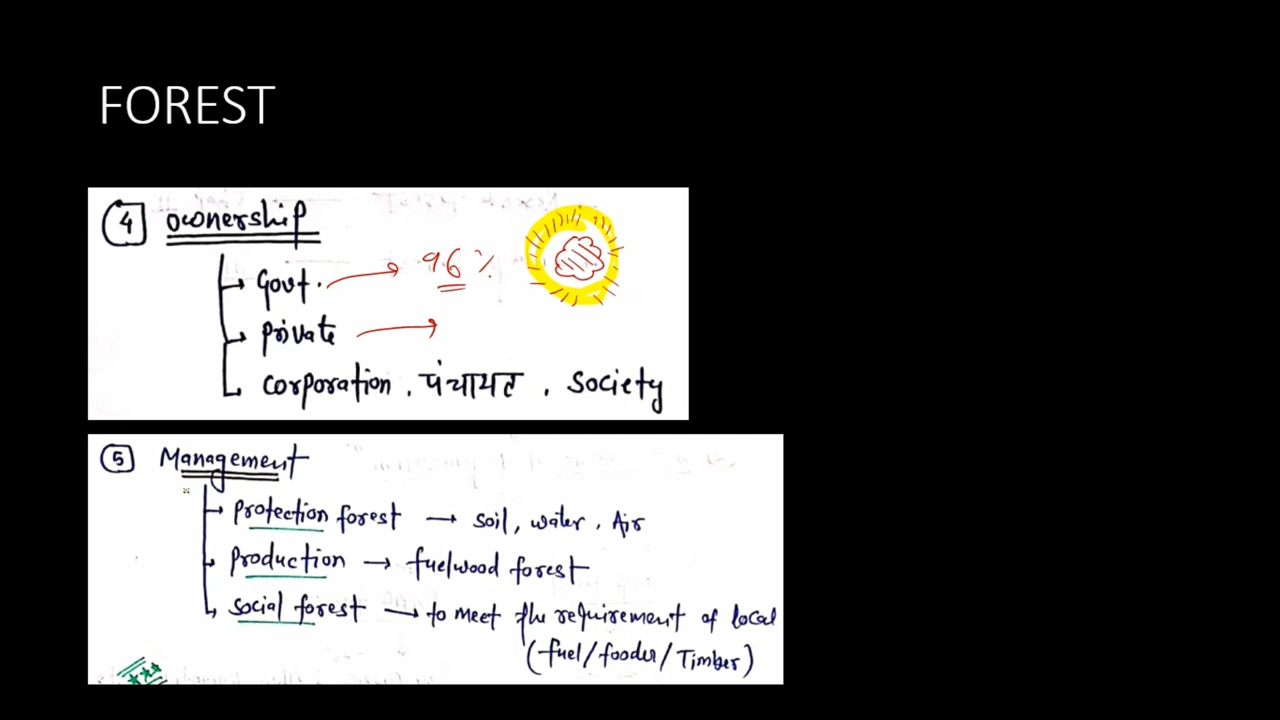 FOREST
4 ownership
Govt. → 96%
private →
corporation, पंचायत, society
5 Management
protection forest → soil, water, Air
production → fuelwood forest
social forest → to meet the requirement of local
(fuel/fooder/Timber)